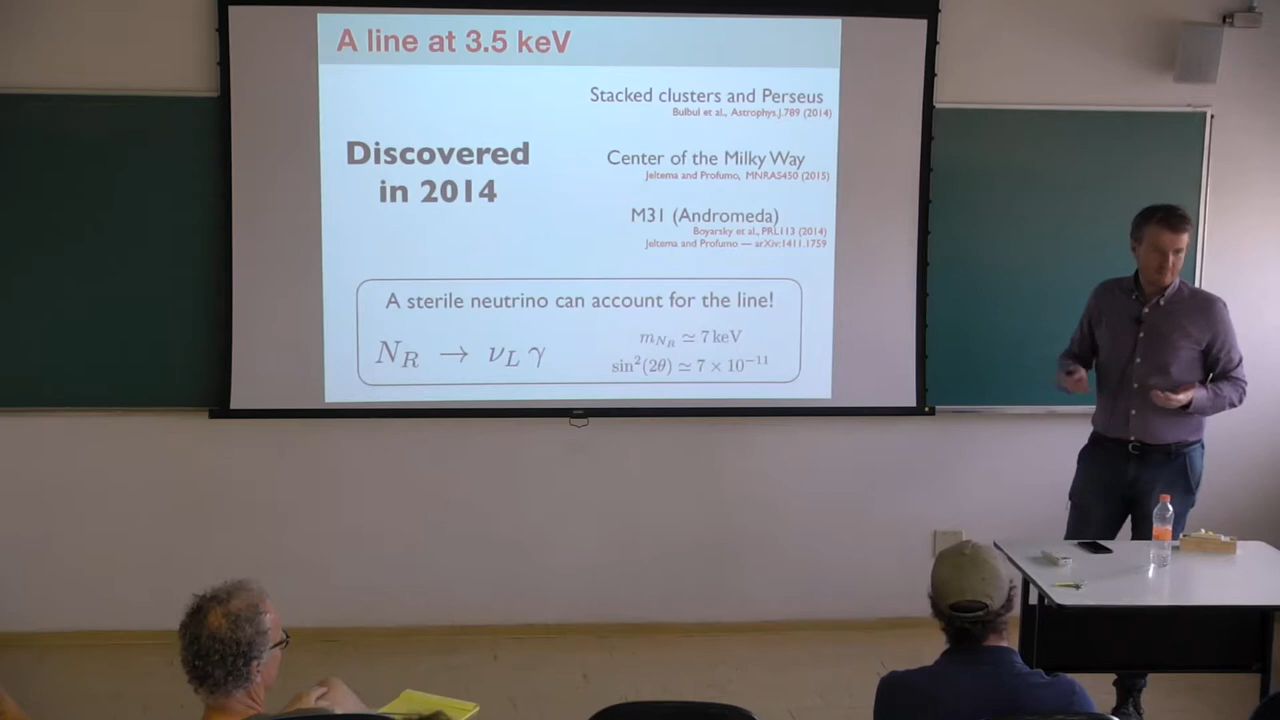 A line at 3.5 keV
Discovered
in 2014
Stacked clusters and Perseus
Bulbul et al., Astrophys.J.789 (2014)
Center of the Milky Way
Jeltema and Profumo, MNRAS450 (2015)
M31 (Andromeda)
Boyarsky et al., PRL113 (2014)
Jeltema and Profumo — arXiv:1411.1759
A sterile neutrino can account for the line!
N_R → ν_L γ
m_{N_R} ≃ 7 keV
sin²(2θ) ≃ 7 × 10⁻¹¹